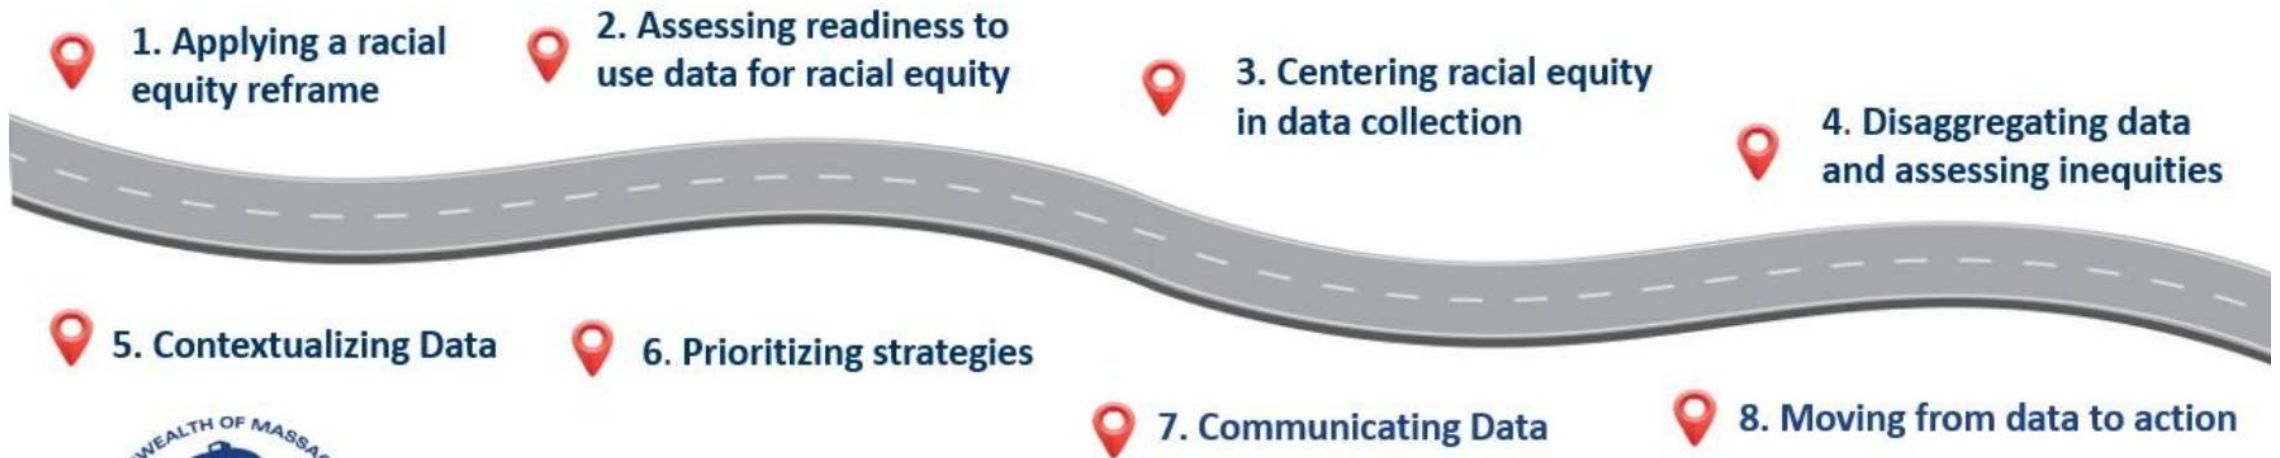 1. Applying a racial
equity reframe
2. Assessing readiness to
use data for racial equity
3. Centering racial equity
in data collection
4. Disaggregating data
and assessing inequities
5. Contextualizing Data
6. Prioritizing strategies
7. Communicating Data
8. Moving from data to action
OF